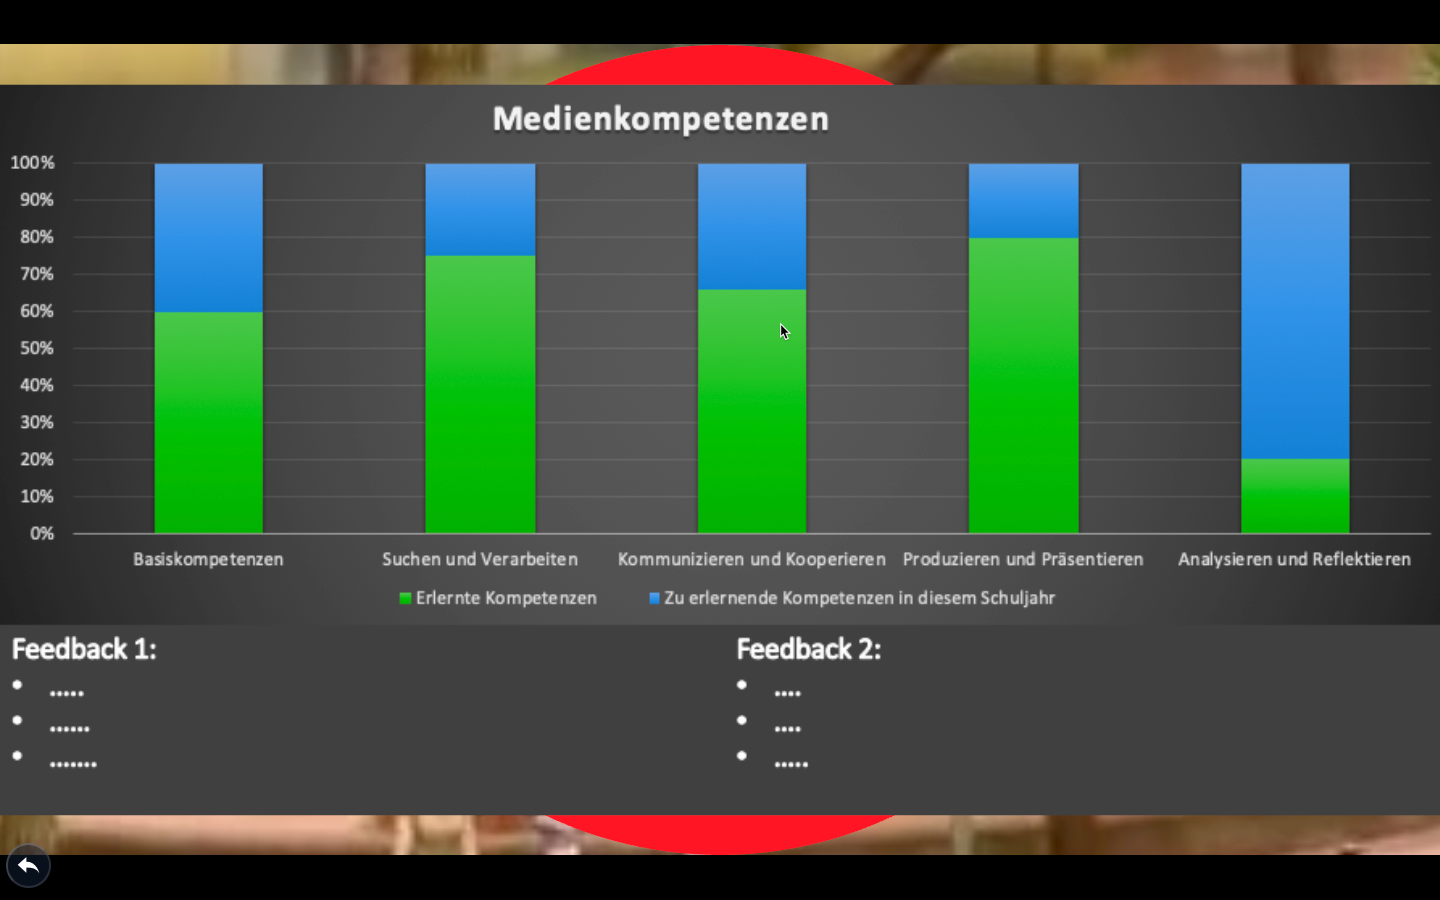 Medienkompetenzen
100%
90%
80%
70%
60%
50%
40%
30%
20%
10%
0%
Basiskompetenzen
Suchen und Verarbeiten
Kommunizieren und Kooperieren
Produzieren und Präsentieren
Analysieren und Reflektieren
Erlernte Kompetenzen
Zu erlernende Kompetenzen in diesem Schuljahr
Feedback 1:
• .....
• ......
• .......
Feedback 2:
• ....
• ....
• .....